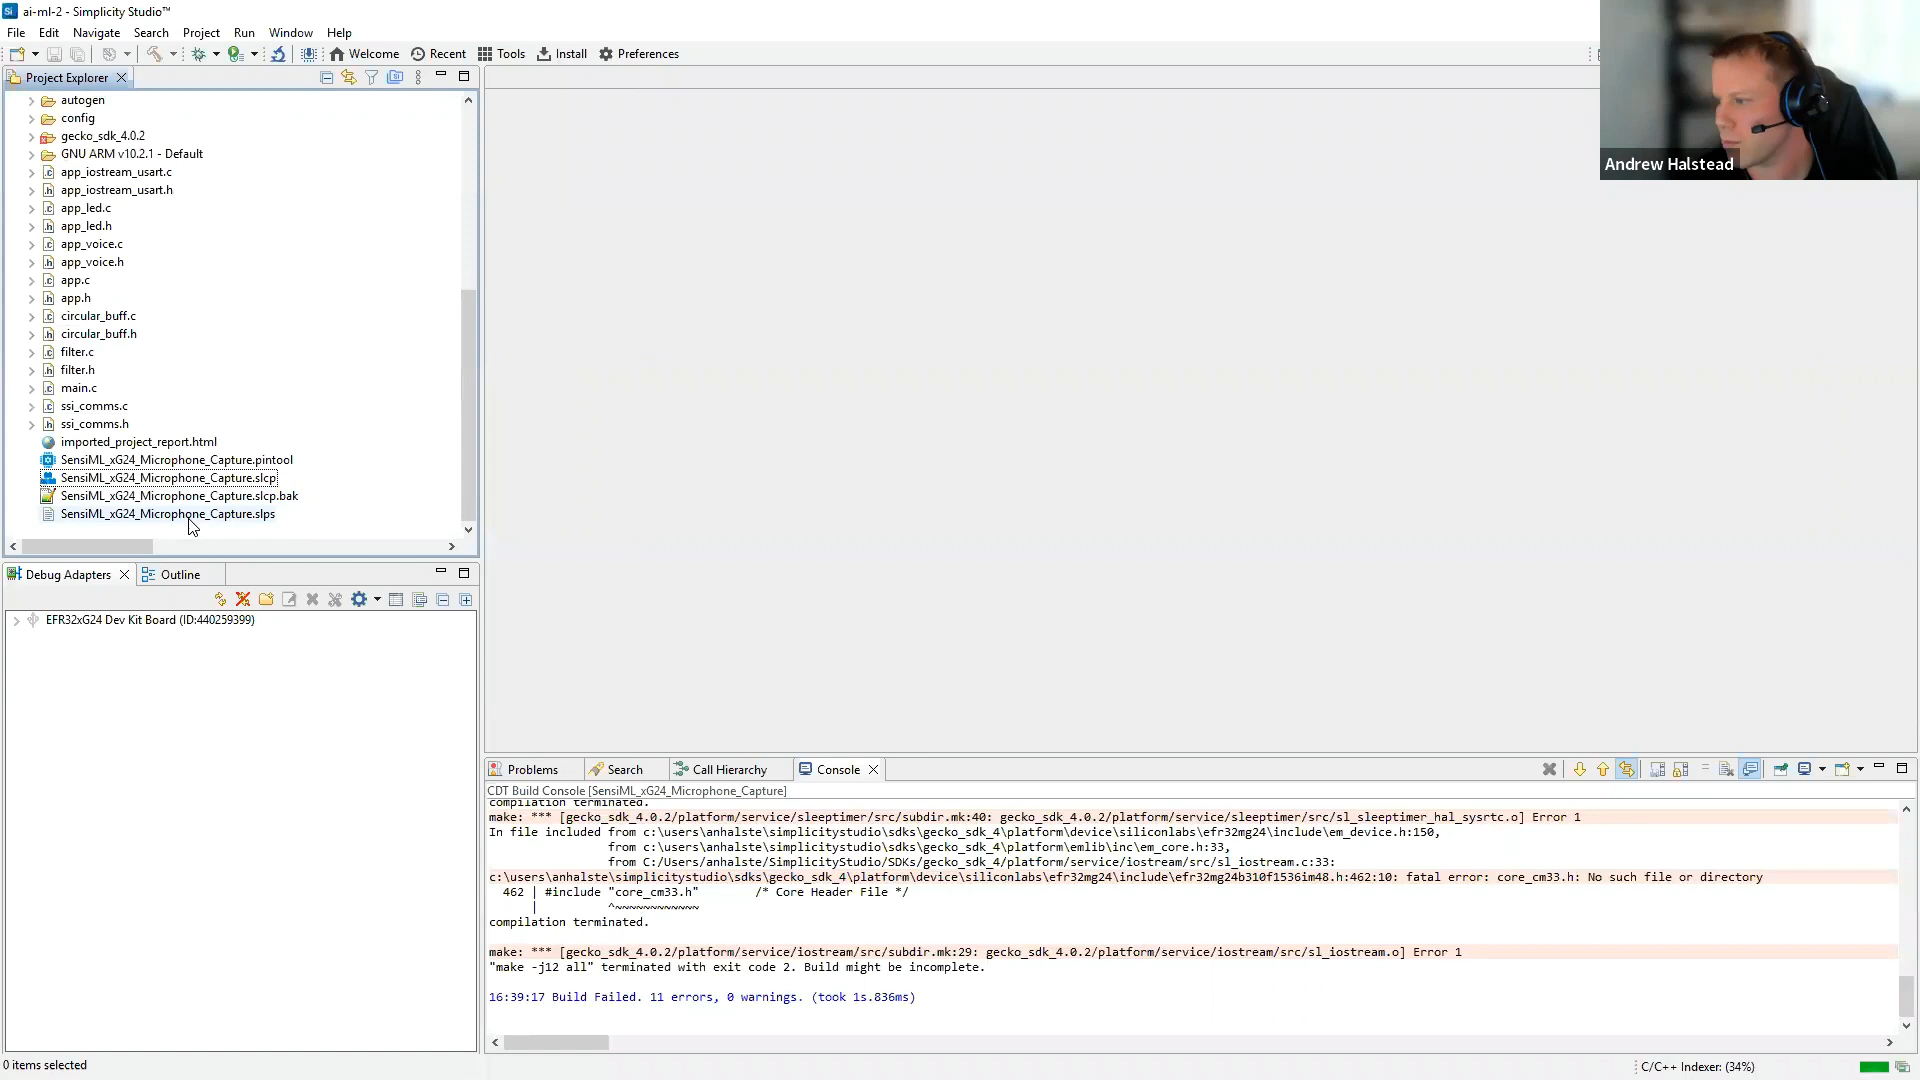 ai-ml-2 - Simplicity Studio™
File Edit Navigate Search Project Run Window Help
Welcome Recent Tools Install Preferences
Project Explorer
autogen
config
gecko_sdk_4.0.2
GNU ARM v10.2.1 - Default
app_iostream_usart.c
app_iostream_usart.h
app_led.c
app_led.h
app_voice.c
app_voice.h
app.c
app.h
circular_buff.c
circular_buff.h
filter.c
filter.h
main.c
ssi_comms.c
ssi_comms.h
imported_project_report.html
SensiML_xG24_Microphone_Capture.pintool
SensiML_xG24_Microphone_Capture.slcp
SensiML_xG24_Microphone_Capture.slcp.bak
SensiML_xG24_Microphone_Capture.slps
Andrew Halstead
Debug Adapters Outline
EFR32xG24 Dev Kit Board (ID:440259399)
Problems Search Call Hierarchy Console
CDT Build Console [SensiML_xG24_Microphone_Capture]
compilation terminated.
make: *** [gecko_sdk_4.0.2/platform/service/sleeptimer/src/subdir.mk:40: gecko_sdk_4.0.2/platform/service/sleeptimer/src/sl_sleeptimer_hal_sysrtc.o] Error 1
In file included from c:\users\anhalste\simplicitystudio\sdks\gecko_sdk_4\platform\device\siliconlabs\efr32mg24\include\em_device.h:150,
from c:\users\anhalste\simplicitystudio\sdks\gecko_sdk_4\platform\emlib\inc\em_core.h:33,
from C:/Users/anhalste/SimplicityStudio/SDKs/gecko_sdk_4/platform/service/iostream/src/sl_iostream.c:33:
c:\users\anhalste\simplicitystudio\sdks\gecko_sdk_4\platform\device\siliconlabs\efr32mg24\include\efr32mg24b310f1536im48.h:462:10: fatal error: core_cm33.h: No such file or directory
462 | #include "core_cm33.h" /* Core Header File */
| ^~~~~~~~~~~~~
compilation terminated.
make: *** [gecko_sdk_4.0.2/platform/service/iostream/src/subdir.mk:29: gecko_sdk_4.0.2/platform/service/iostream/src/sl_iostream.o] Error 1
"make -j12 all" terminated with exit code 2. Build might be incomplete.
16:39:17 Build Failed. 11 errors, 0 warnings. (took 1s.836ms)
0 items selected
C/C++ Indexer: (34%)